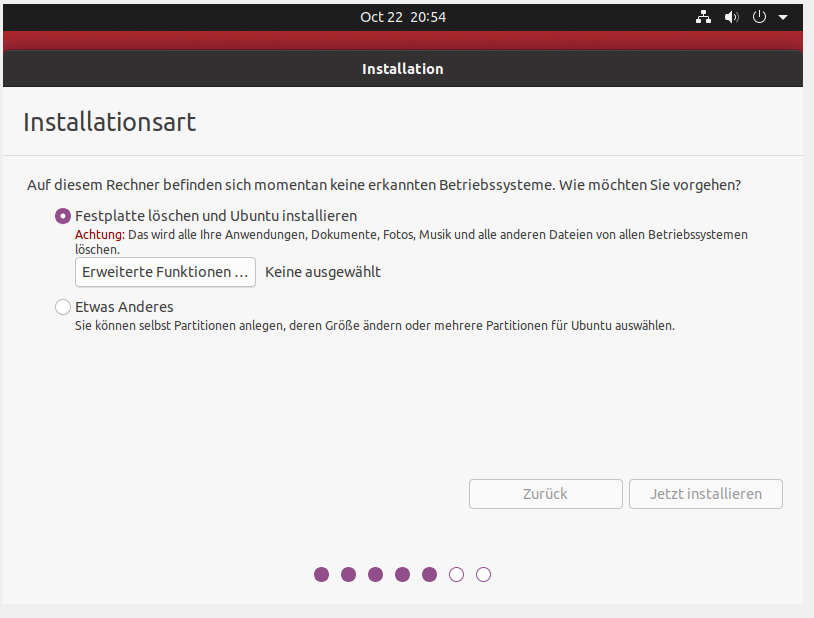 Oct 22 20:54
Installation
Installationsart
Auf diesem Rechner befinden sich momentan keine erkannten Betriebssysteme. Wie möchten Sie vorgehen?
Festplatte löschen und Ubuntu installieren
Achtung: Das wird alle Ihre Anwendungen, Dokumente, Fotos, Musik und alle anderen Dateien von allen Betriebssystemen
löschen.
Erweiterte Funktionen ... Keine ausgewählt
Etwas Anderes
Sie können selbst Partitionen anlegen, deren Größe ändern oder mehrere Partitionen für Ubuntu auswählen.
Zurück Jetzt installieren